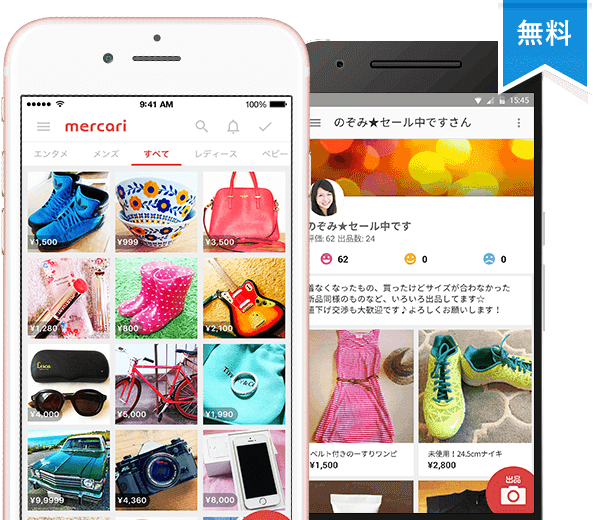 無料
9:41 AM
100%
mercari
エンタメ
メンズ
すべて
レディース
ベビー
¥1,500
¥999
¥3,500
¥1,280
¥800
¥2,100
¥4,000
¥5,000
¥1,990
¥9,9999
¥4,360
¥8,000
15:45
のぞみ★セール中ですさん
のぞみ★セール中です
評価: 62 出品数: 24
62
0
0
着なくなったもの、買ったけどサイズが合わなかった
新品同様のものなど、いろいろ出品してます☆
値下げ交渉も大歓迎です♪よろしくお願いします！
ベルト付きのーすりワンピ
¥1,500
未使用！24.5cmナイキ
¥2,800
出品